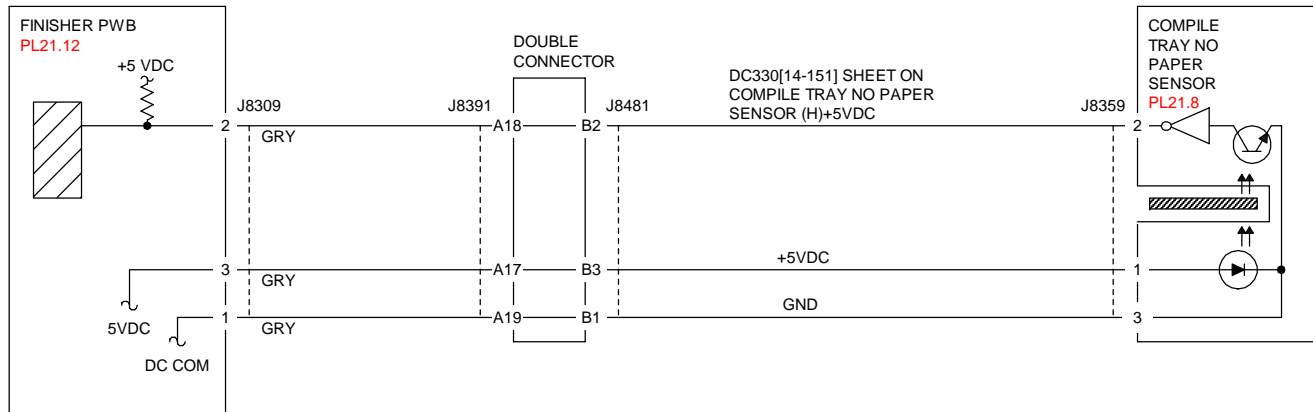 FINISHER PWB
PL21.12
+5 VDC
J8309
2
GRY
3
GRY
5VDC
1
GRY
DC COM
DOUBLE
CONNECTOR
J8391
J8481
A18
B2
A17
B3
A19
B1
DC330[14-151] SHEET ON
COMPILE TRAY NO PAPER
SENSOR (H)+5VDC
+5VDC
GND
J8359
2
1
3
COMPILE
TRAY NO
PAPER
SENSOR
PL21.8